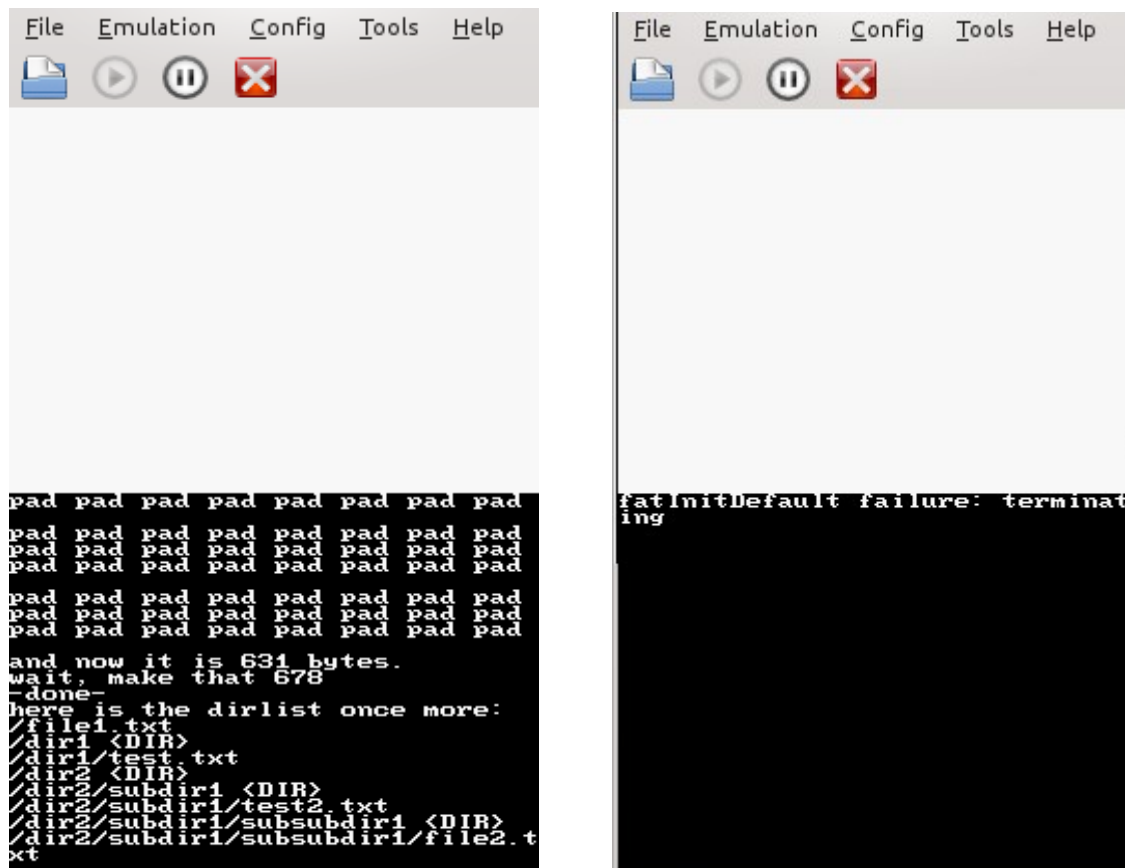 File Emulation Config Tools Help
pad pad pad pad pad pad pad pad
pad pad pad pad pad pad pad pad
pad pad pad pad pad pad pad pad
pad pad pad pad pad pad pad pad
pad pad pad pad pad pad pad pad
pad pad pad pad pad pad pad pad
pad pad pad pad pad pad pad pad
and now it is 631 bytes.
wait, make that 678
-done-
here is the dirlist once more:
/file1.txt
/dir1 <DIR>
/dir1/test.txt
/dir2 <DIR>
/dir2/subdir1 <DIR>
/dir2/subdir1/test2.txt
/dir2/subdir1/subsubdir1 <DIR>
/dir2/subdir1/subsubdir1/file2.t
xt
File Emulation Config Tools Help
fatInitDefault failure: terminat
ing